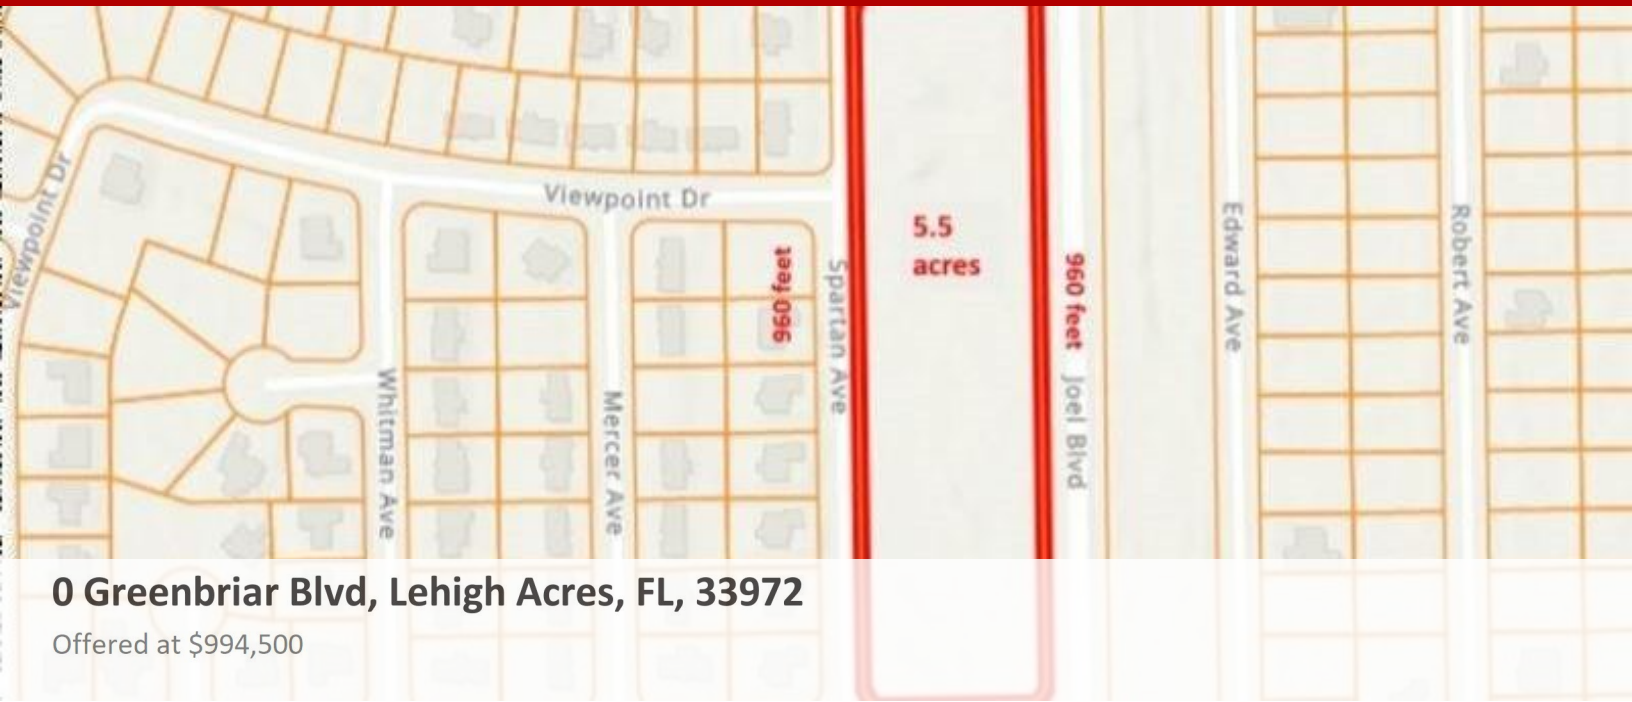 Viewpoint Dr
Viewpoint Dr
5.5
acres
960 feet
Spartan Ave
960 feet
Joel Blvd
Edward Ave
Robert Ave
Whitman Ave
Mercer Ave
0 Greenbriar Blvd, Lehigh Acres, FL, 33972
Offered at $994,500